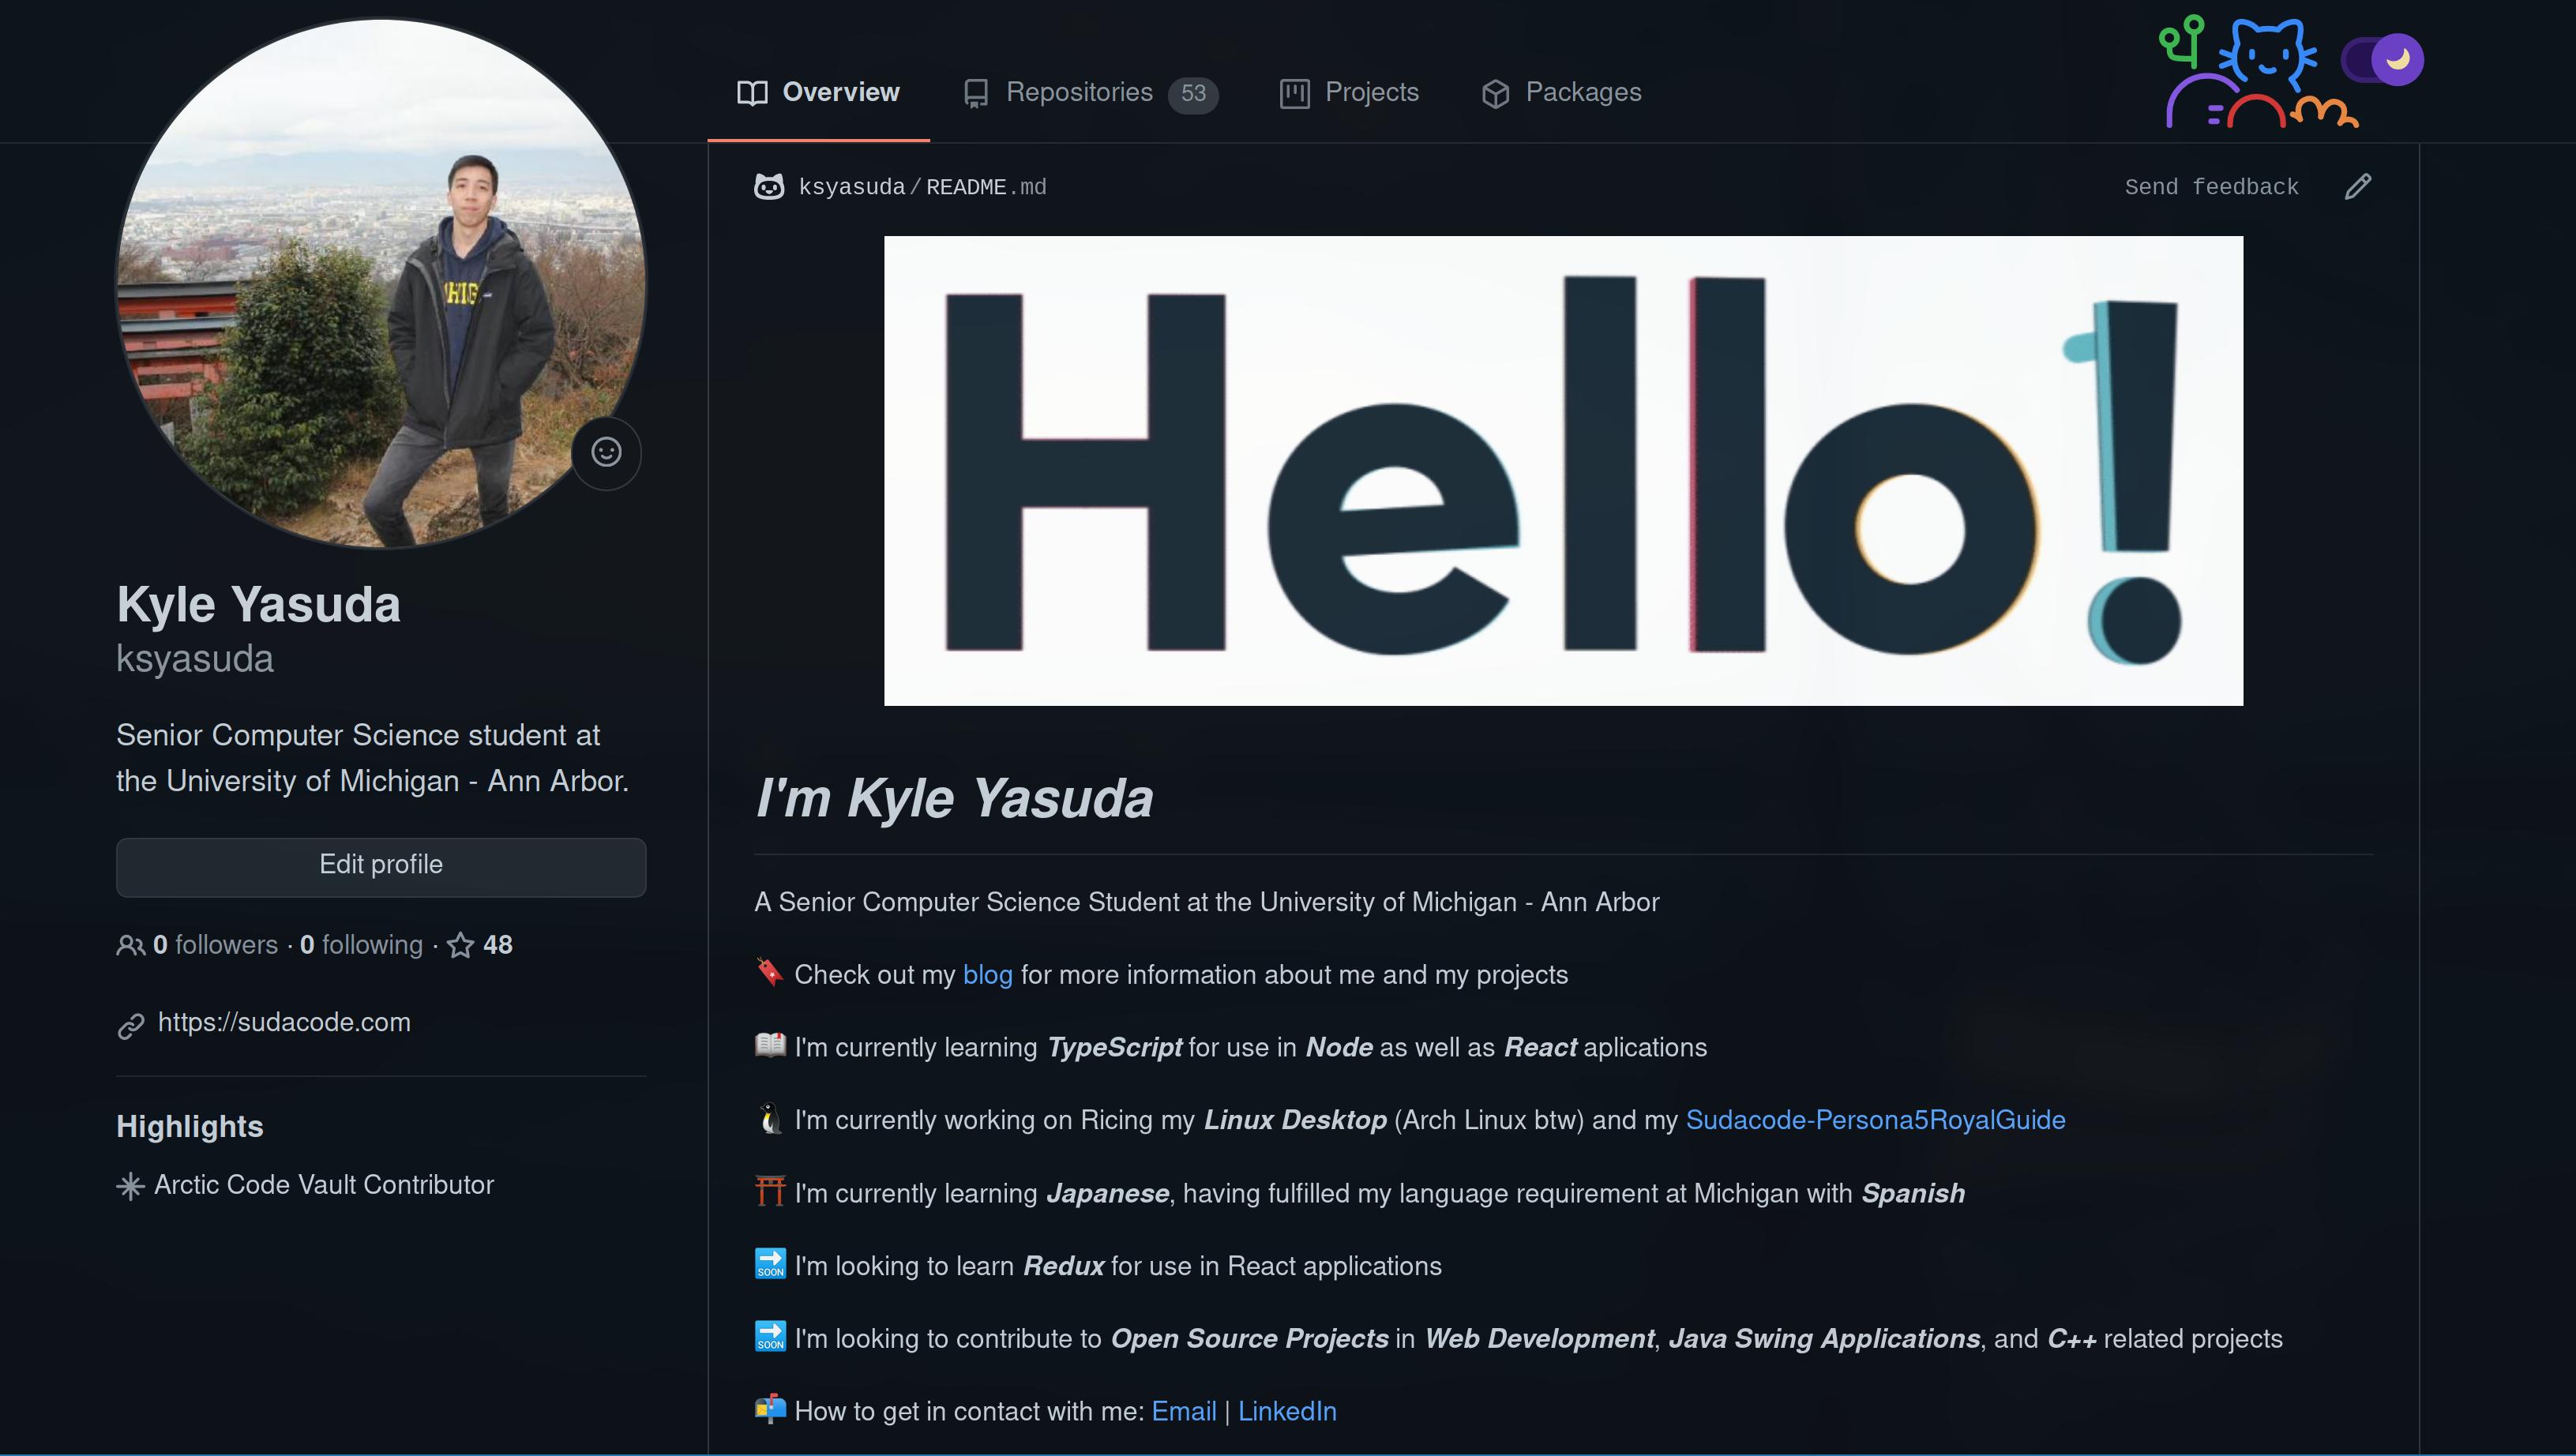 Overview
Repositories 53
Projects
Packages
HIG
Kyle Yasuda
ksyasuda
Senior Computer Science student at
the University of Michigan - Ann Arbor.
Edit profile
0 followers · 0 following · 48
https://sudacode.com
Highlights
Arctic Code Vault Contributor
ksyasuda/README.md
Send feedback
Hello!
I'm Kyle Yasuda
A Senior Computer Science Student at the University of Michigan - Ann Arbor
Check out my blog for more information about me and my projects
I'm currently learning TypeScript for use in Node as well as React aplications
I'm currently working on Ricing my Linux Desktop (Arch Linux btw) and my Sudacode-Persona5RoyalGuide
I'm currently learning Japanese, having fulfilled my language requirement at Michigan with Spanish
SOON I'm looking to learn Redux for use in React applications
SOON I'm looking to contribute to Open Source Projects in Web Development, Java Swing Applications, and C++ related projects
How to get in contact with me: Email | LinkedIn